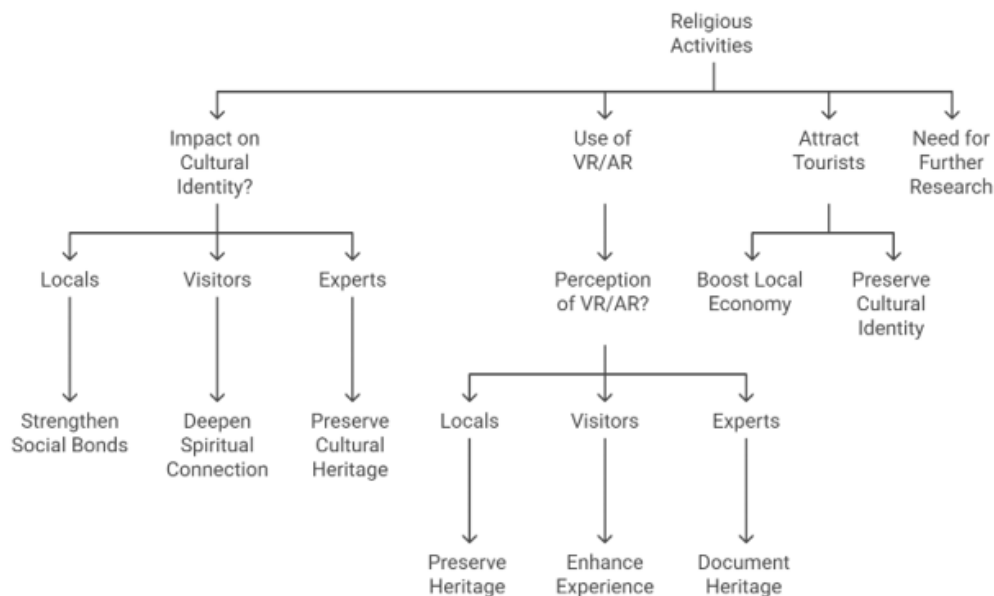 Religious
Activities
Impact on
Cultural
Identity?
Use of
VR/AR
Attract
Tourists
Need for
Further
Research
Locals
Visitors
Experts
Perception
of VR/AR?
Boost Local
Economy
Preserve
Cultural
Identity
Strengthen
Social Bonds
Deepen
Spiritual
Connection
Preserve
Cultural
Heritage
Locals
Visitors
Experts
Preserve
Heritage
Enhance
Experience
Document
Heritage